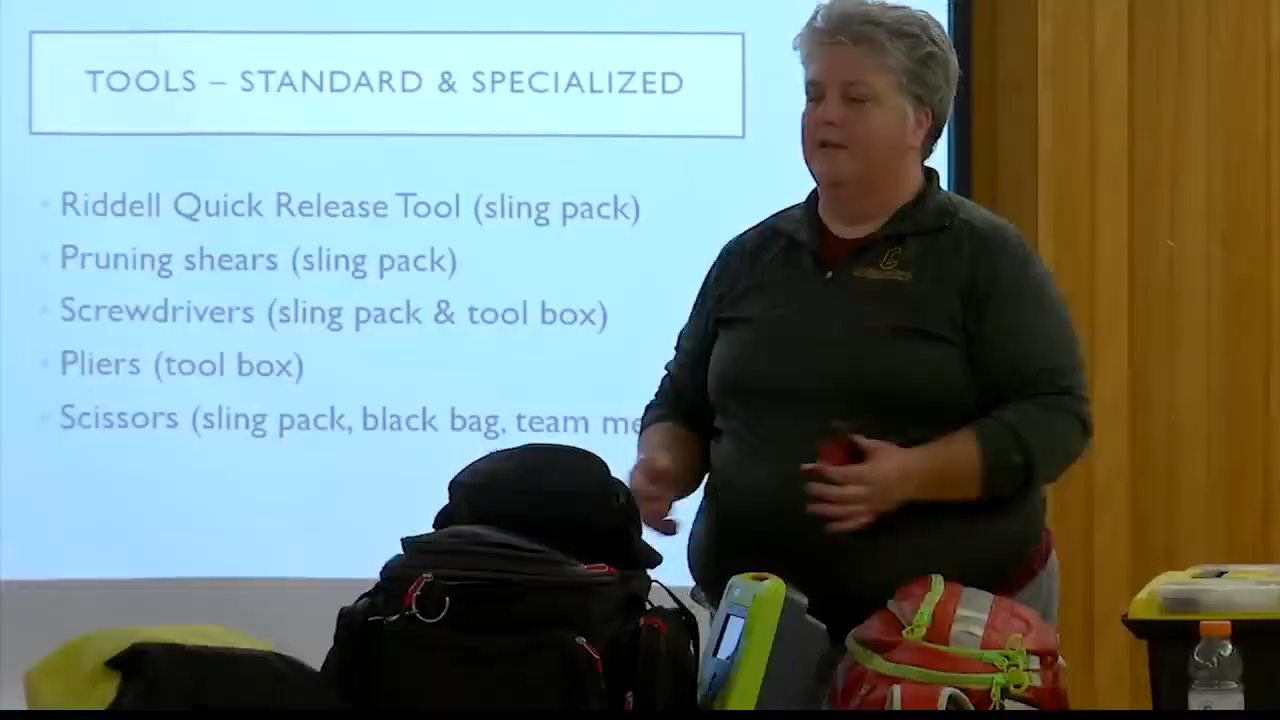 TOOLS – STANDARD & SPECIALIZED
• Riddell Quick Release Tool (sling pack)
• Pruning shears (sling pack)
• Screwdrivers (sling pack & tool box)
• Pliers (tool box)
• Scissors (sling pack, black bag, team me